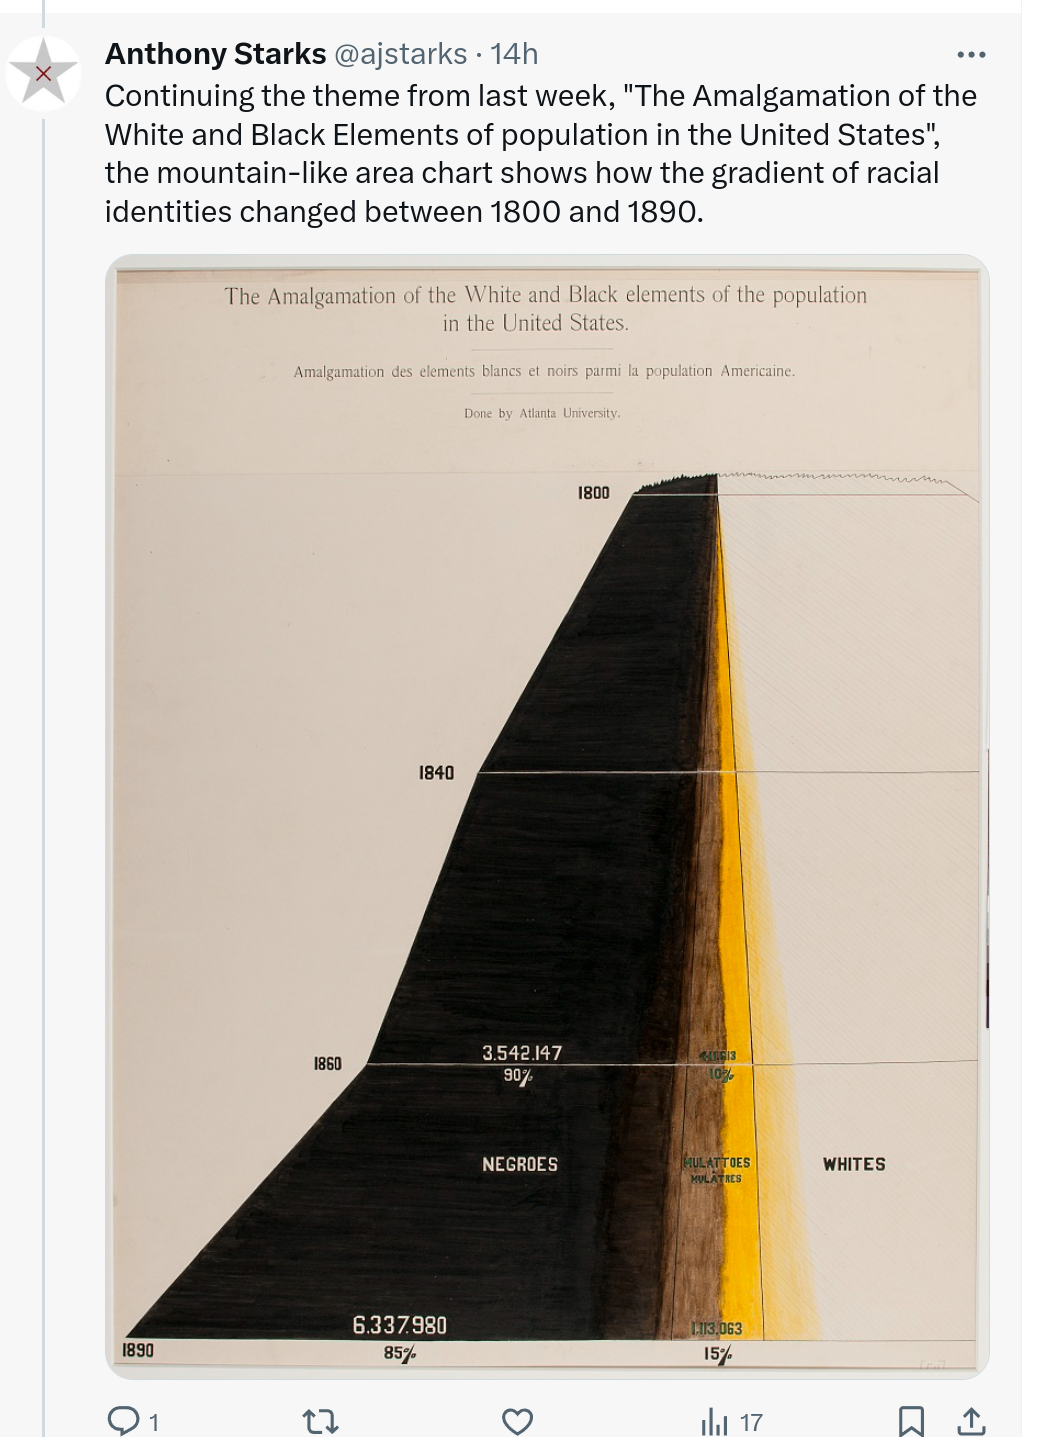 Anthony Starks @ajstarks · 14h
Continuing the theme from last week, "The Amalgamation of the
White and Black Elements of population in the United States",
the mountain-like area chart shows how the gradient of racial
identities changed between 1800 and 1890.
The Amalgamation of the White and Black elements of the population
in the United States.
Amalgamation des elements blancs et noirs parmi la population Americaine.
Done by Atlanta University.
1800
1840
1860
3.542.147
90%
10%
NEGROES
MULATTOES
MULÂTRES
WHITES
6.337.980
1.113.063
1890
85%
15%
1
17